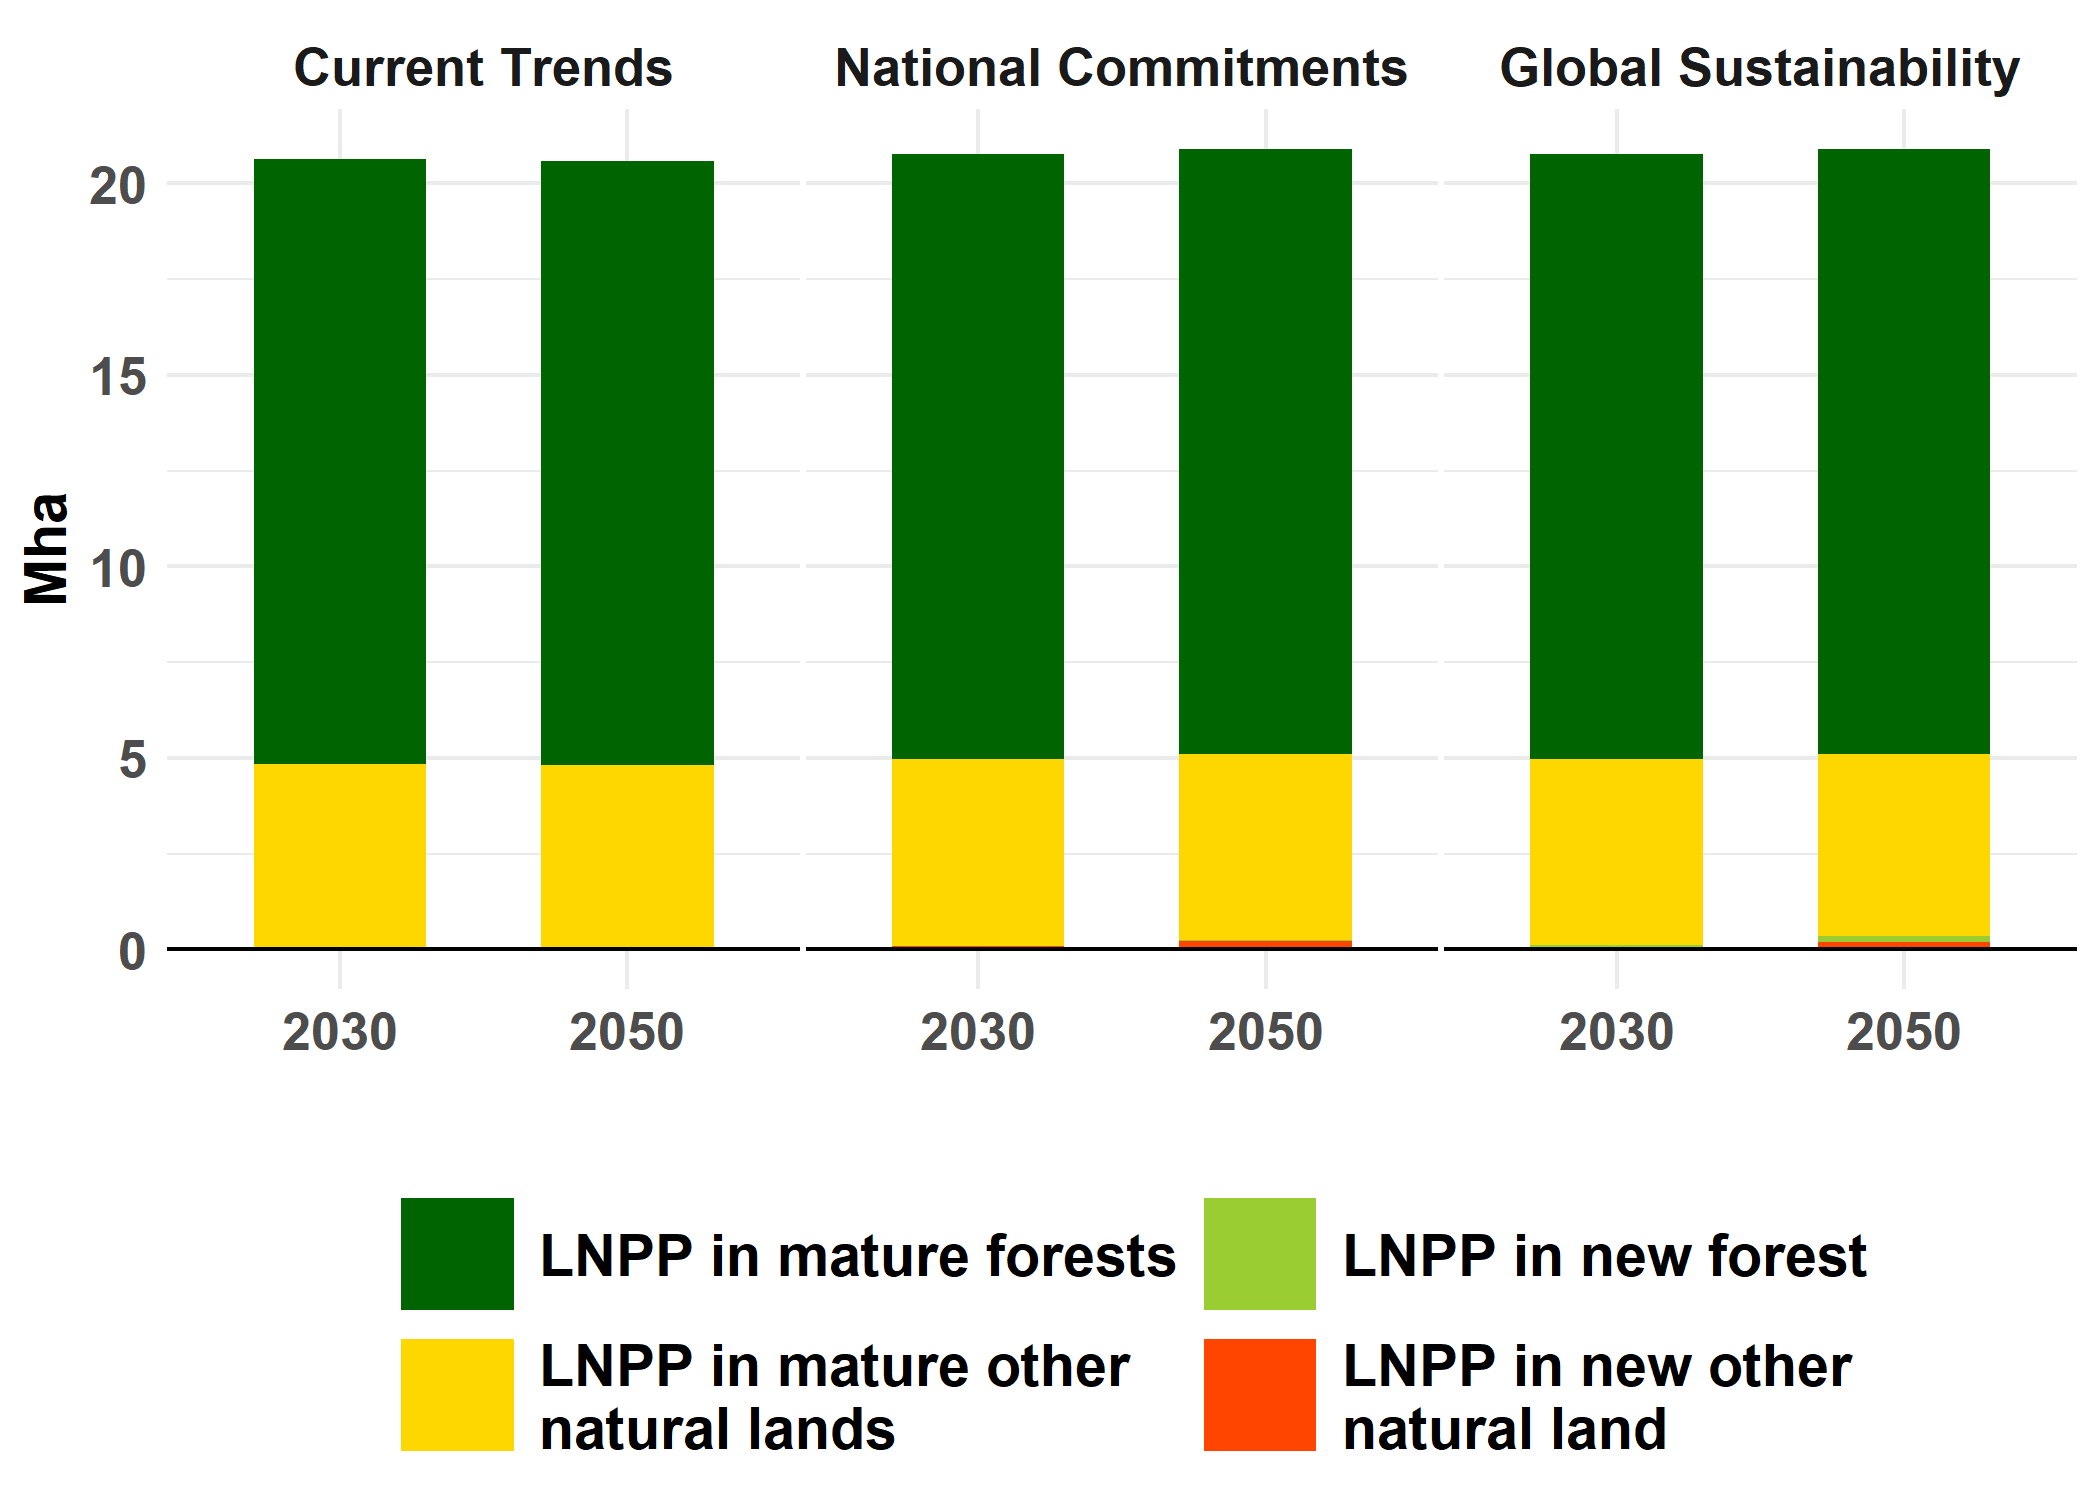 Current Trends
National Commitments
Global Sustainability
Mha
20
15
10
5
0
2030
2050
2030
2050
2030
2050
LNPP in mature forests
LNPP in new forest
LNPP in mature other
natural lands
LNPP in new other
natural land